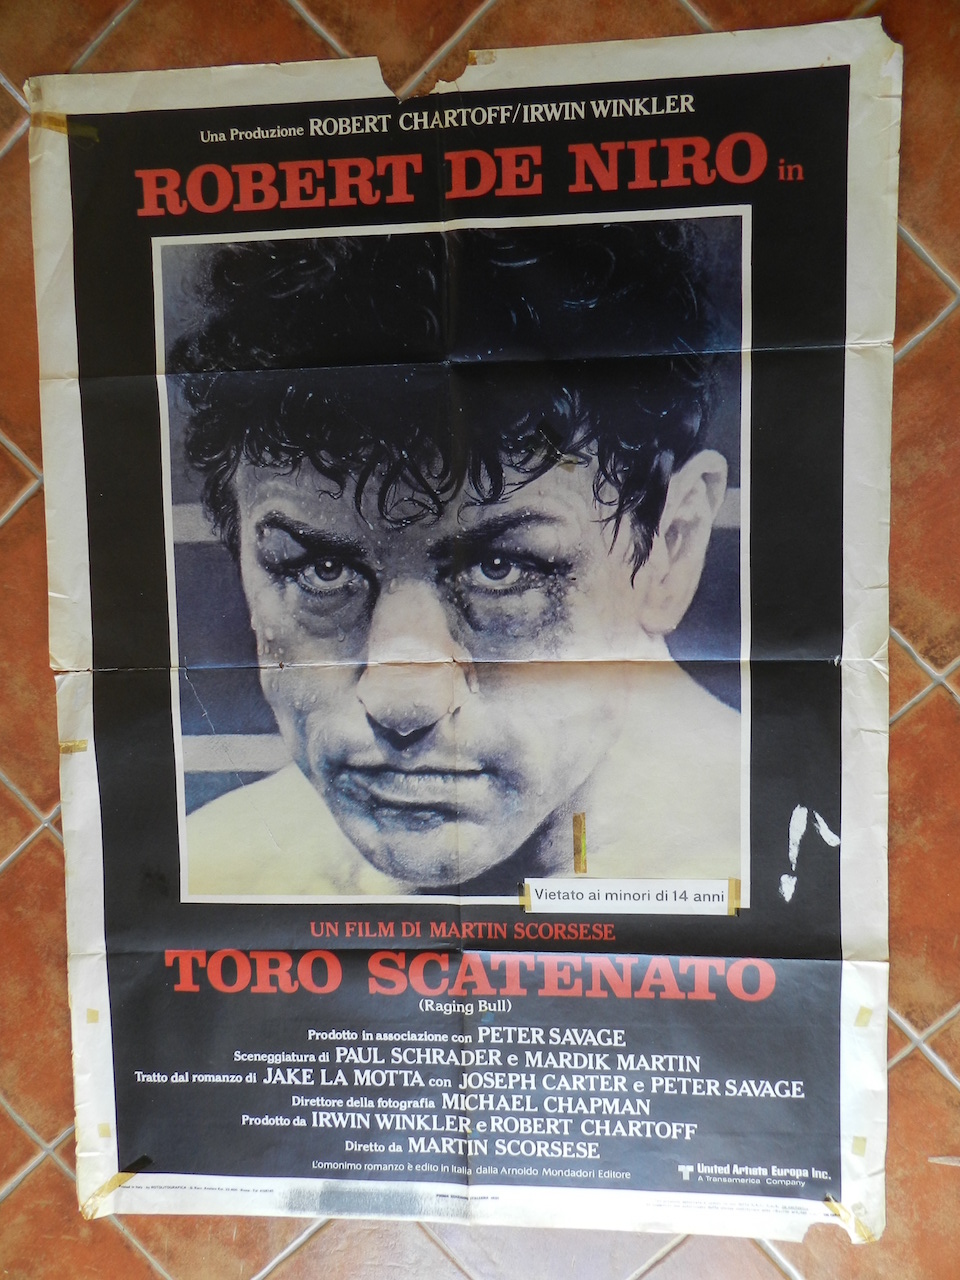 Una Produzione ROBERT CHARTOFF/IRWIN WINKLER
ROBERT DE NIRO in
Vietato ai minori di 14 anni
UN FILM DI MARTIN SCORSESE
TORO SCATENATO
(Raging Bull)
Prodotto in associazione con PETER SAVAGE
Sceneggiatura di PAUL SCHRADER e MARDIK MARTIN
Tratto dal romanzo di JAKE LA MOTTA con JOSEPH CARTER e PETER SAVAGE
Direttore della fotografia MICHAEL CHAPMAN
Prodotto da IRWIN WINKLER e ROBERT CHARTOFF
Diretto da MARTIN SCORSESE
L'omonimo romanzo è edito in Italia dalla Arnoldo Mondadori Editore
United Artists Europa Inc.
A Transamerica Company